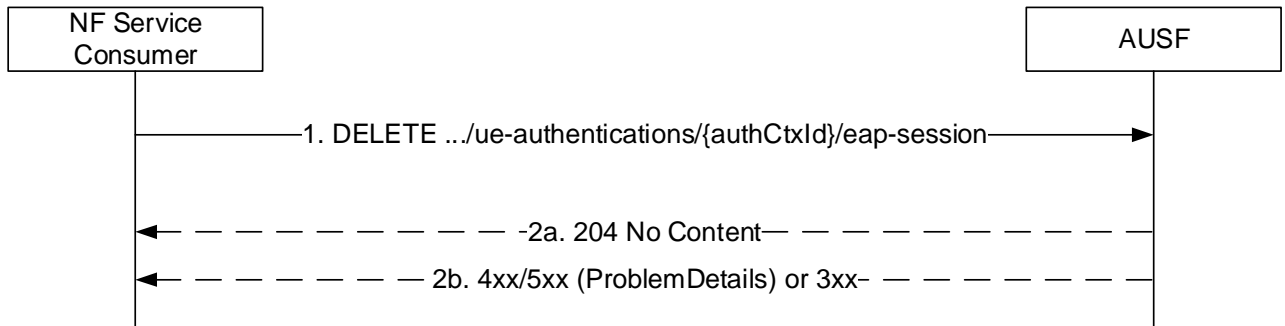 NF Service
Consumer
AUSF
1. DELETE .../ue-authentications/{authCtxId}/eap-session
2a. 204 No Content
2b. 4xx/5xx (ProblemDetails) or 3xx